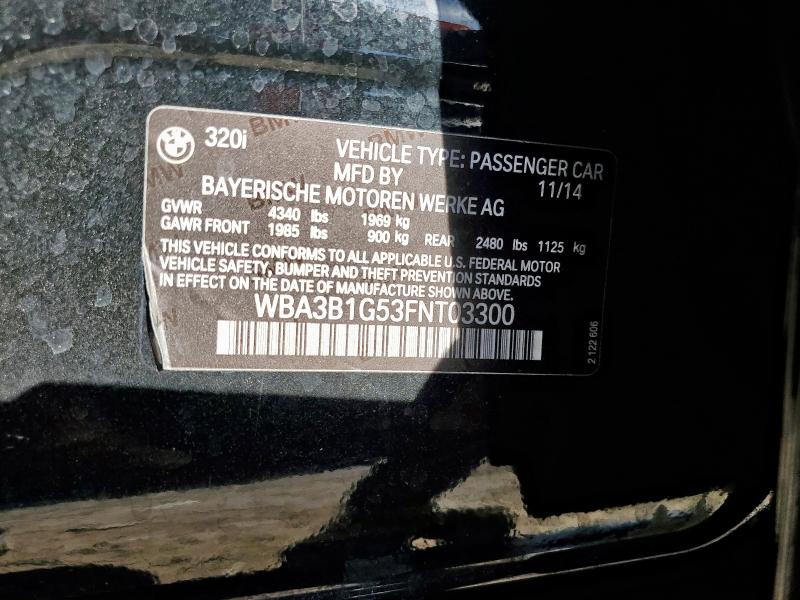 320i
VEHICLE TYPE: PASSENGER CAR
MFD BY 11/14
BAYERISCHE MOTOREN WERKE AG
GVWR 4340 lbs 1969 kg
GAWR FRONT 1985 lbs 900 kg REAR 2480 lbs 1125 kg
THIS VEHICLE CONFORMS TO ALL APPLICABLE U.S. FEDERAL MOTOR
VEHICLE SAFETY, BUMPER AND THEFT PREVENTION STANDARDS
IN EFFECT ON THE DATE OF MANUFACTURE SHOWN ABOVE.
WBA3B1G53FNT03300
2 122 606